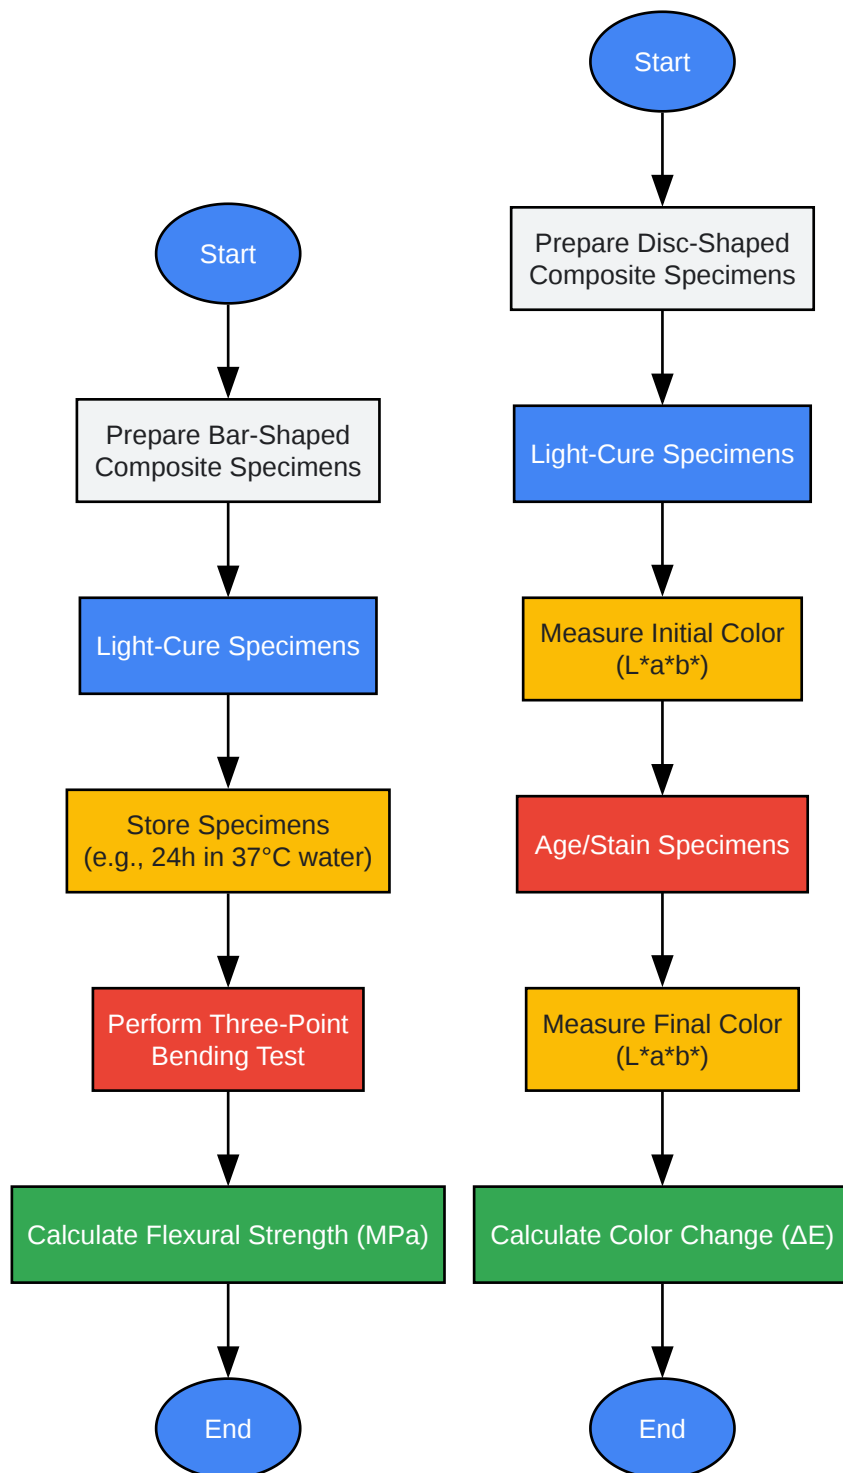 Start
Prepare Bar-Shaped
Composite Specimens
Light-Cure Specimens
Store Specimens
(e.g., 24h in 37°C water)
Perform Three-Point
Bending Test
Calculate Flexural Strength (MPa)
End
Start
Prepare Disc-Shaped
Composite Specimens
Light-Cure Specimens
Measure Initial Color
(L*a*b*)
Age/Stain Specimens
Measure Final Color
(L*a*b*)
Calculate Color Change (ΔE)
End